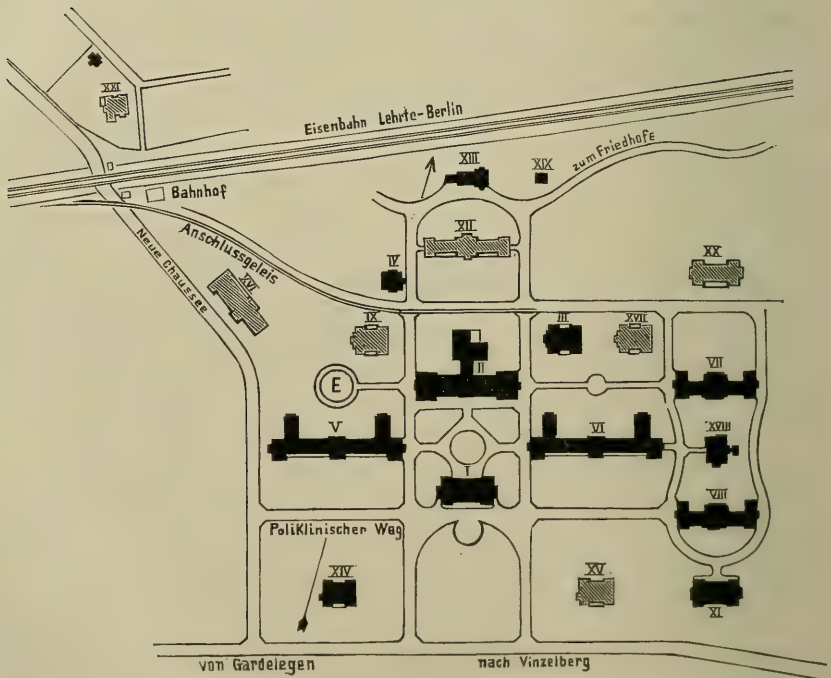 XXI
Eisenbahn Lehrte-Berlin
XIII
XIX
zum Friedhofe
Bahnhof
Anschlussgeleis
Neue Chaussee
XVI
IV
XII
XX
IX
II
III
XVII
VII
E
V
VI
XVIII
I
VIII
PoliKlinischer Weg
XIV
XV
XI
von Gardelegen
nach Vinzelberg